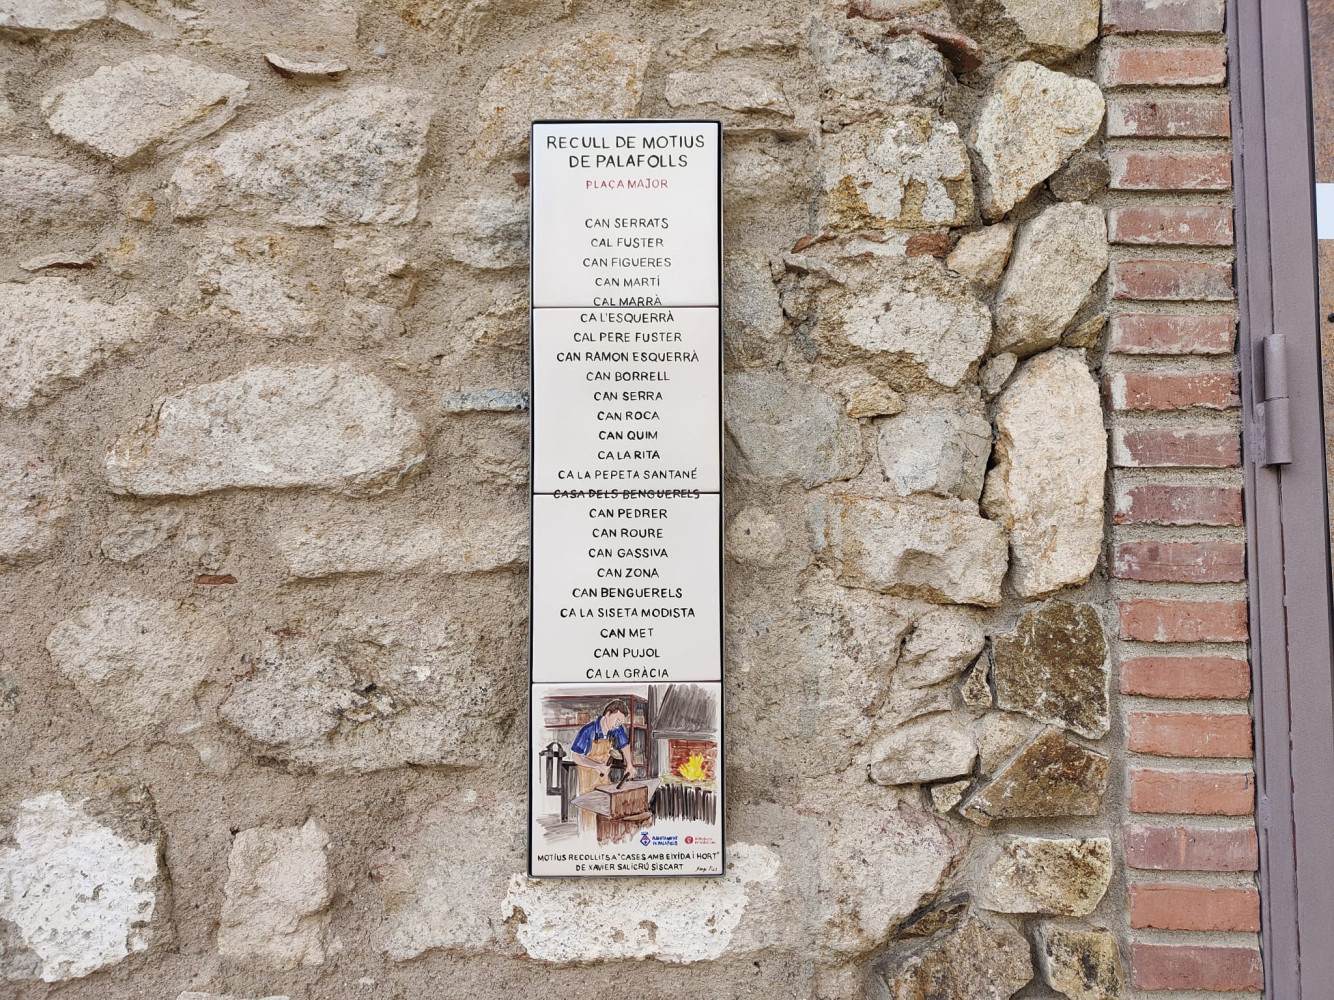 RECULL DE MOTIUS
DE PALAFOLLS
PLAÇA MAJOR
CAN SERRATS
CAL FUSTER
CAN FIGUERES
CAN MARTÍ
CAL MARRÀ
CA L'ESQUERRÀ
CAL PERE FUSTER
CAN RAMON ESQUERRÀ
CAN BORRELL
CAN SERRA
CAN ROCA
CAN QUIM
CA LA RITA
CA LA PEPETA SANTANÉ
CASA DELS BENGUERELS
CAN PEDRER
CAN ROURE
CAN GASSIVA
CAN ZONA
CAN BENGUERELS
CA LA SISETA MODISTA
CAN MET
CAN PUJOL
CA LA GRÀCIA
AJUNTAMENT
DE PALAFOLLS
MOTIUS RECOLLITS A "CASES AMB EIXIDA I HORT"
DE XAVIER SALICRÚ SISCART